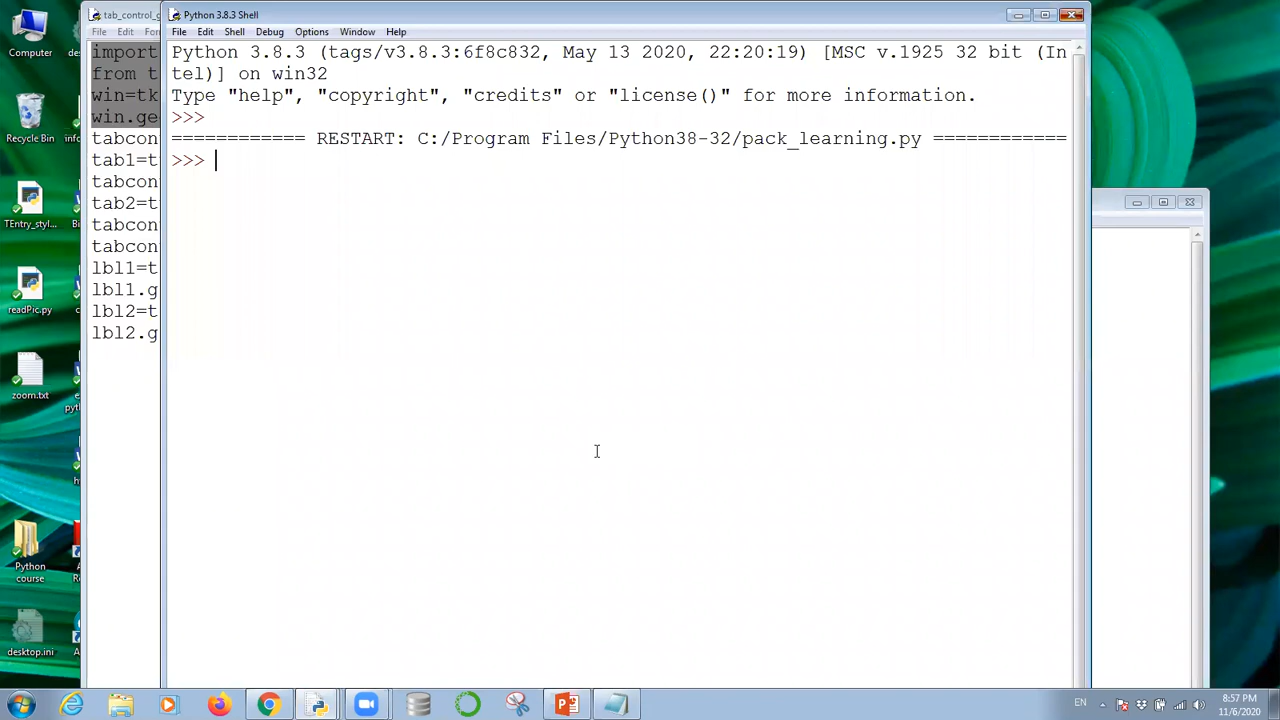 Computer
Recycle Bin
TEntry_styl...
readPic.py
zoom.txt
Python
course
desktop.ini
tab_control_g
File Edit For
import
from t
win=tk
win.ge
tabcon
tab1=t
tabcon
tab2=t
tabcon
tabcon
lbl1=t
lbl1.g
lbl2=t
lbl2.g
Python 3.8.3 Shell
File Edit Shell Debug Options Window Help
Python 3.8.3 (tags/v3.8.3:6f8c832, May 13 2020, 22:20:19) [MSC v.1925 32 bit (In
tel)] on win32
Type "help", "copyright", "credits" or "license()" for more information.
>>>
============ RESTART: C:/Program Files/Python38-32/pack_learning.py ============
>>>
EN
8:57 PM
11/6/2020